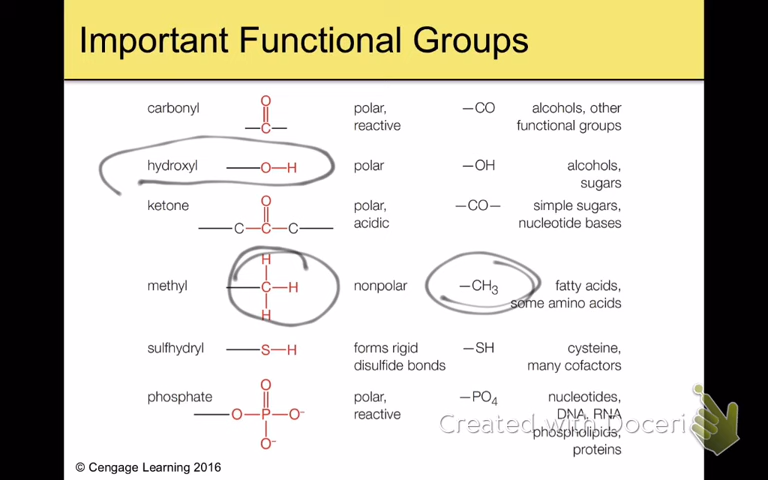 Important Functional Groups
carbonyl O —C— polar, —CO alcohols, other
reactive functional groups
hydroxyl —O—H polar —OH alcohols,
sugars
ketone O polar, —CO— simple sugars,
—C—C—C— acidic nucleotide bases
H
methyl —C—H nonpolar —CH₃ fatty acids,
H some amino acids
sulfhydryl —S—H forms rigid —SH cysteine,
disulfide bonds many cofactors
phosphate O polar, —PO₄ nucleotides,
—O—P—O⁻ reactive DNA, RNA
Created with Doceri
O⁻ phospholipids,
proteins
© Cengage Learning 2016